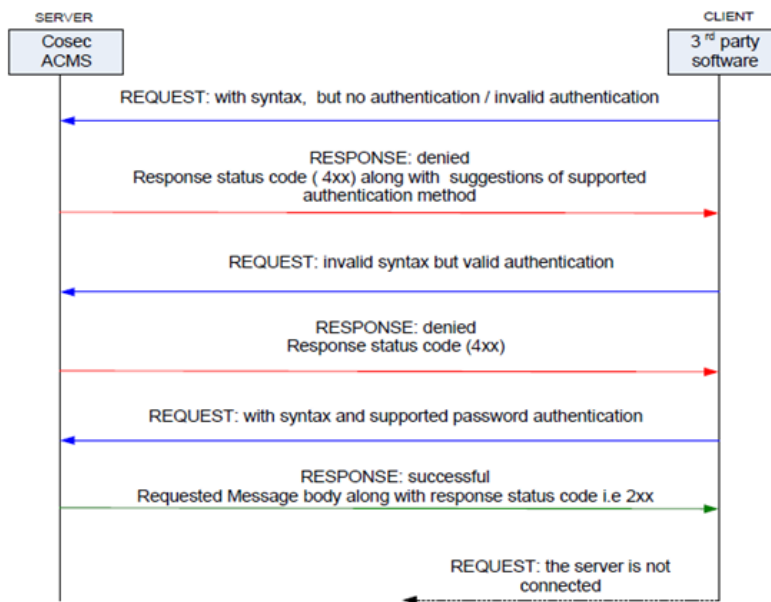 SERVER
CLIENT
Cosec
ACMS
3 rd party
software
REQUEST: with syntax, but no authentication / invalid authentication
RESPONSE: denied
Response status code ( 4xx) along with suggestions of supported
authentication method
REQUEST: invalid syntax but valid authentication
RESPONSE: denied
Response status code (4xx)
REQUEST: with syntax and supported password authentication
RESPONSE: successful
Requested Message body along with response status code i.e 2xx
REQUEST: the server is not
connected